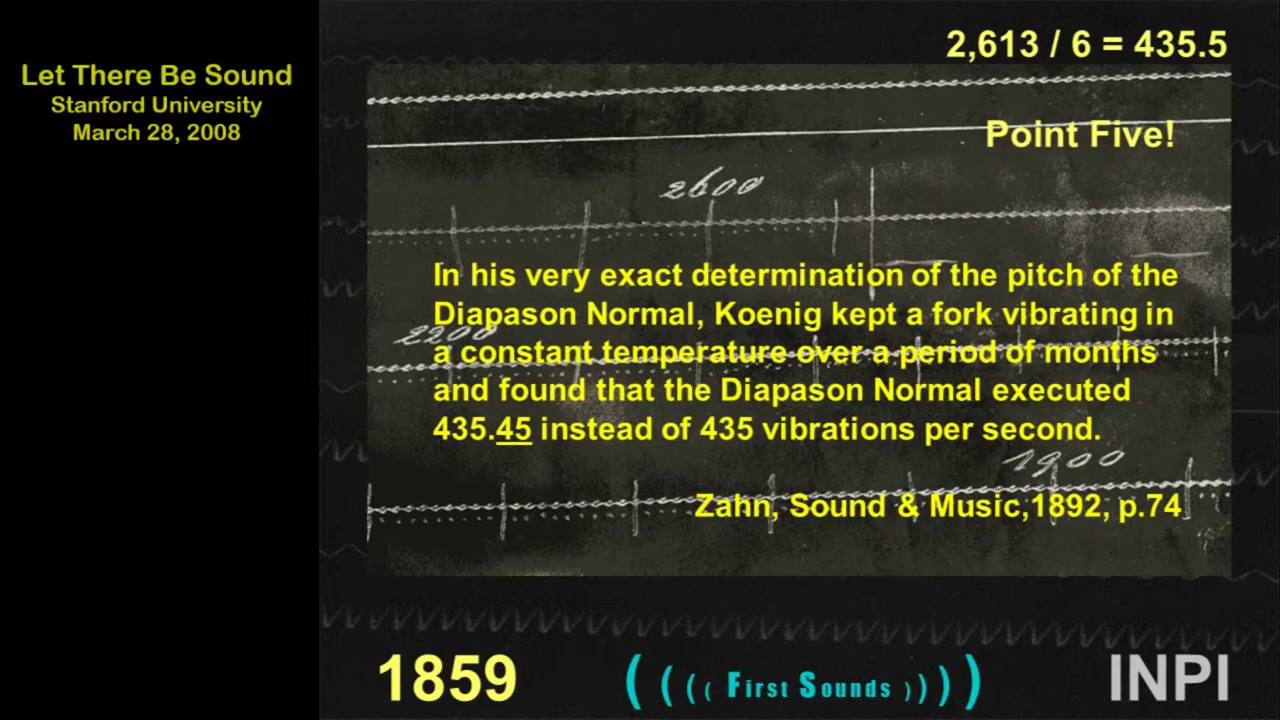 Let There Be Sound
Stanford University
March 28, 2008
2,613 / 6 = 435.5
Point Five!
2600
In his very exact determination of the pitch of the
Diapason Normal, Koenig kept a fork vibrating in
2200
a constant temperature over a period of months
and found that the Diapason Normal executed
435.45 instead of 435 vibrations per second.
1900
Zahn, Sound & Music,1892, p.74
1859
( ( ( ( First Sounds ) ) ) )
INPI